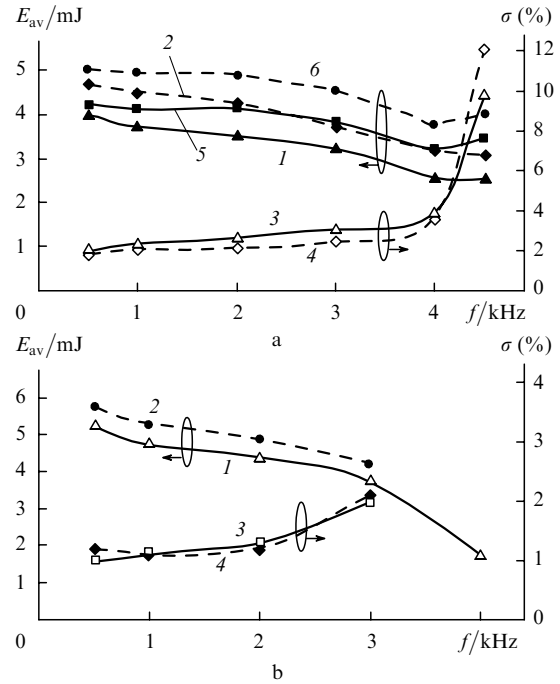 E_av/mJ σ (%)
2 6 12
5 10
4 8
5 1
3 6
2 3 4
1 4 2
0 1 2 3 4 f/kHz 0
a
E_av/mJ σ (%)
6 2 4
5 3
4 1
3 3 2
2 4 1
1
0 1 2 3 f/kHz 0
b